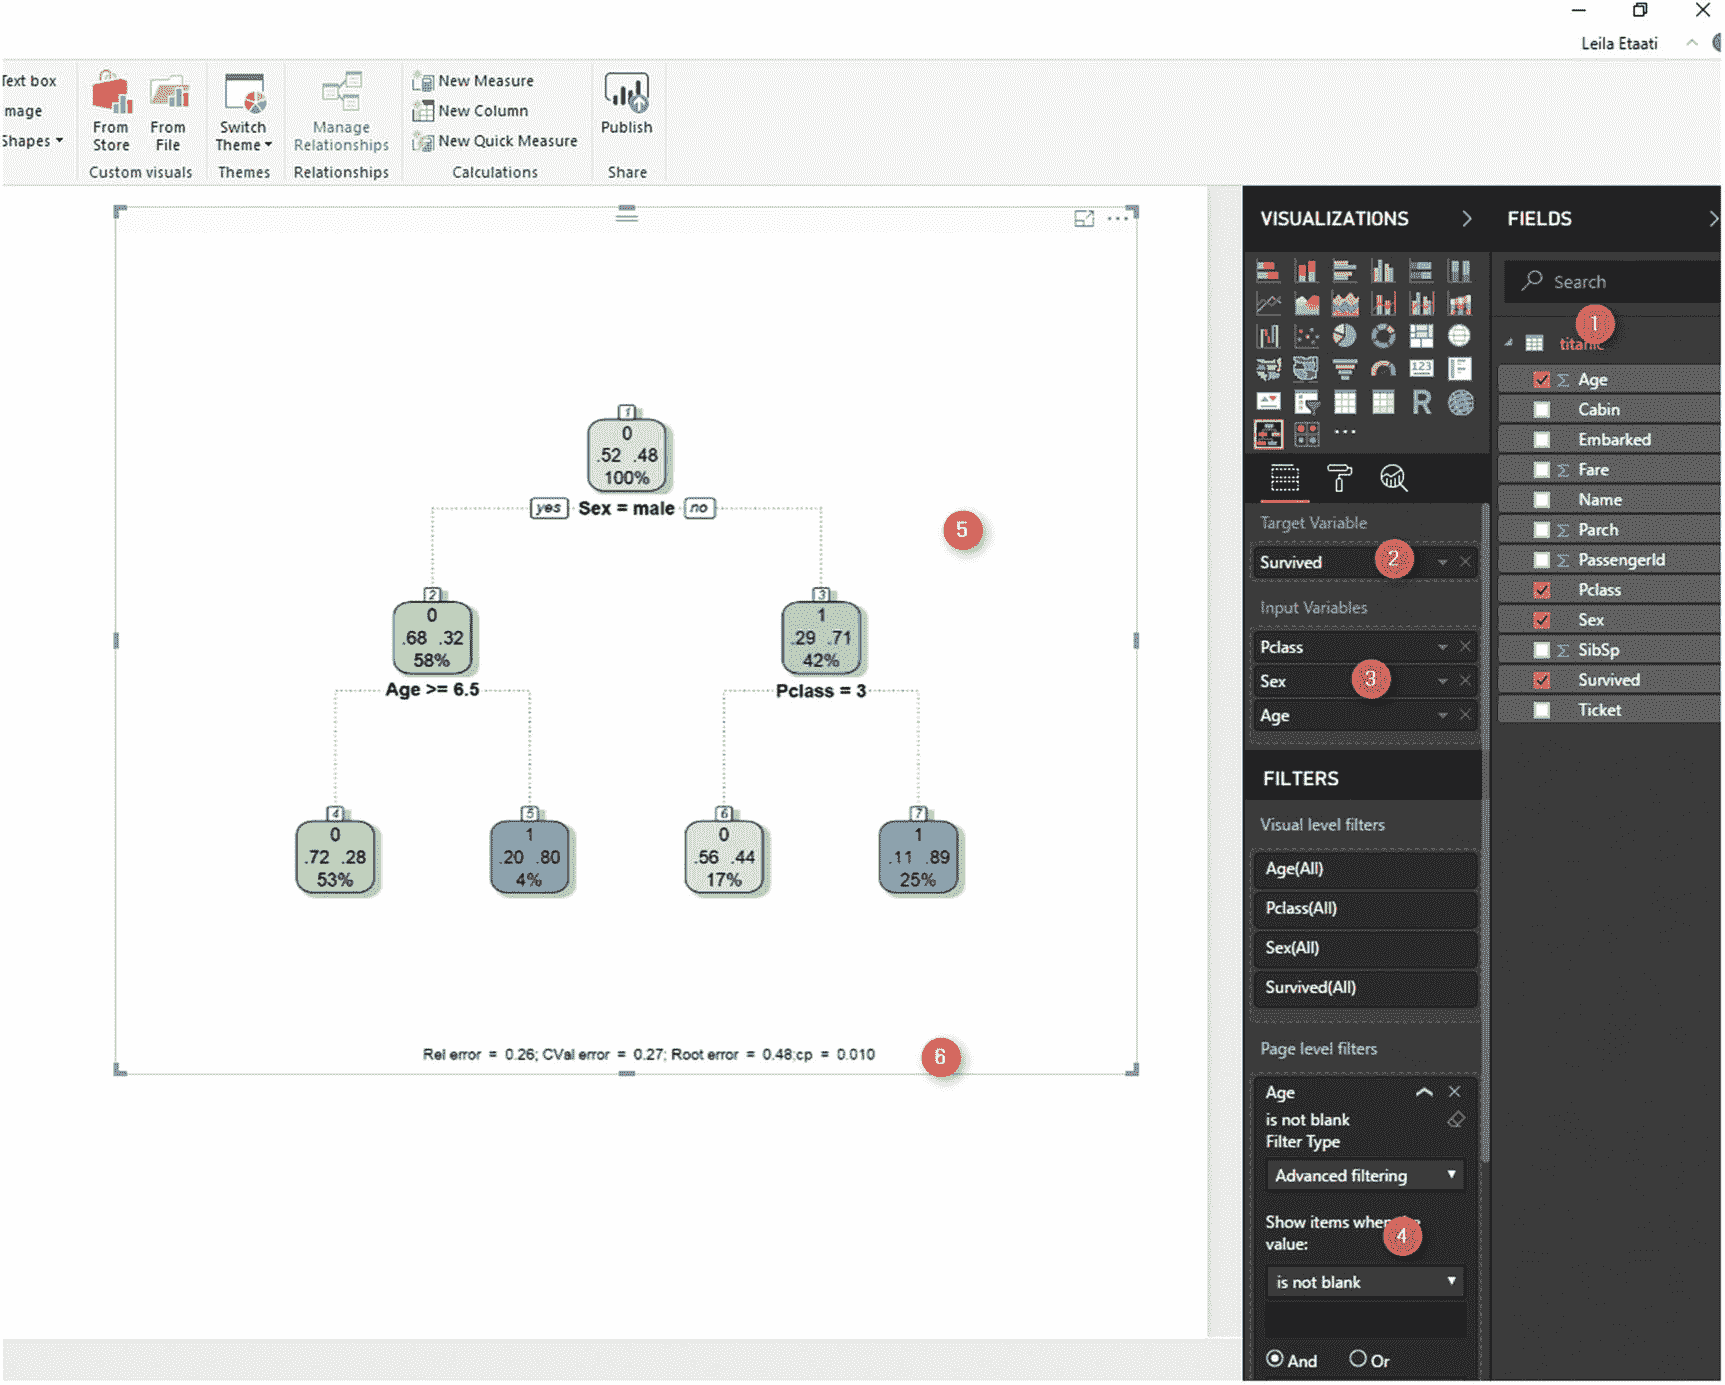 Leila Etaati
Text box
mage
Shapes
From Store
From File
Custom visuals
Switch Theme
Themes
Manage Relationships
Relationships
New Measure
New Column
New Quick Measure
Calculations
Publish
Share
1
0
.52 .48
100%
yes Sex = male no
5
2
0
.68 .32
58%
Age >= 6.5
3
1
.29 .71
42%
Pclass = 3
4
0
.72 .28
53%
5
1
.20 .80
4%
6
0
.56 .44
17%
7
1
.11 .89
25%
Rel error = 0.26; CVal error = 0.27; Root error = 0.48;cp = 0.010
6
VISUALIZATIONS
123
R
Target Variable
Survived
2
Input Variables
Pclass
Sex
3
Age
FILTERS
Visual level filters
Age(All)
Pclass(All)
Sex(All)
Survived(All)
Page level filters
Age
is not blank
Filter Type
Advanced filtering
Show items when the
value:
4
is not blank
And Or
FIELDS
Search
1
titanic
Σ Age
Cabin
Embarked
Σ Fare
Name
Σ Parch
Σ PassengerId
Pclass
Sex
Σ SibSp
Survived
Ticket